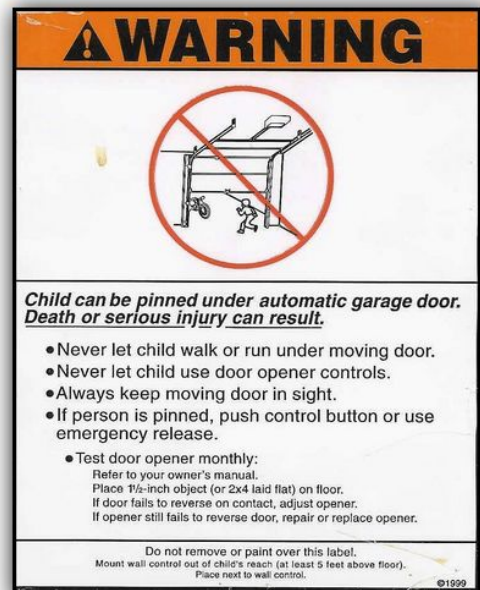 WARNING
Child can be pinned under automatic garage door.
Death or serious injury can result.
●Never let child walk or run under moving door.
●Never let child use door opener controls.
●Always keep moving door in sight.
●If person is pinned, push control button or use
emergency release.
●Test door opener monthly:
Refer to your owner's manual.
Place 1½-inch object (or 2x4 laid flat) on floor.
If door fails to reverse on contact, adjust opener.
If opener still fails to reverse door, repair or replace opener.
Do not remove or paint over this label.
Mount wall control out of child's reach (at least 5 feet above floor).
Place next to wall control.
©1999